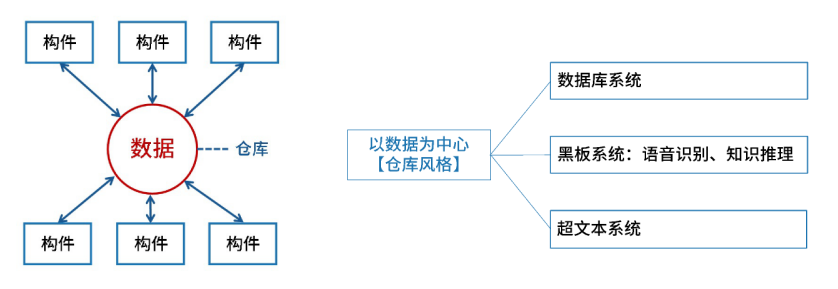 构件 构件 构件
数据
仓库
构件 构件 构件
以数据为中心
【仓库风格】
数据库系统
黑板系统：语音识别、知识推理
超文本系统